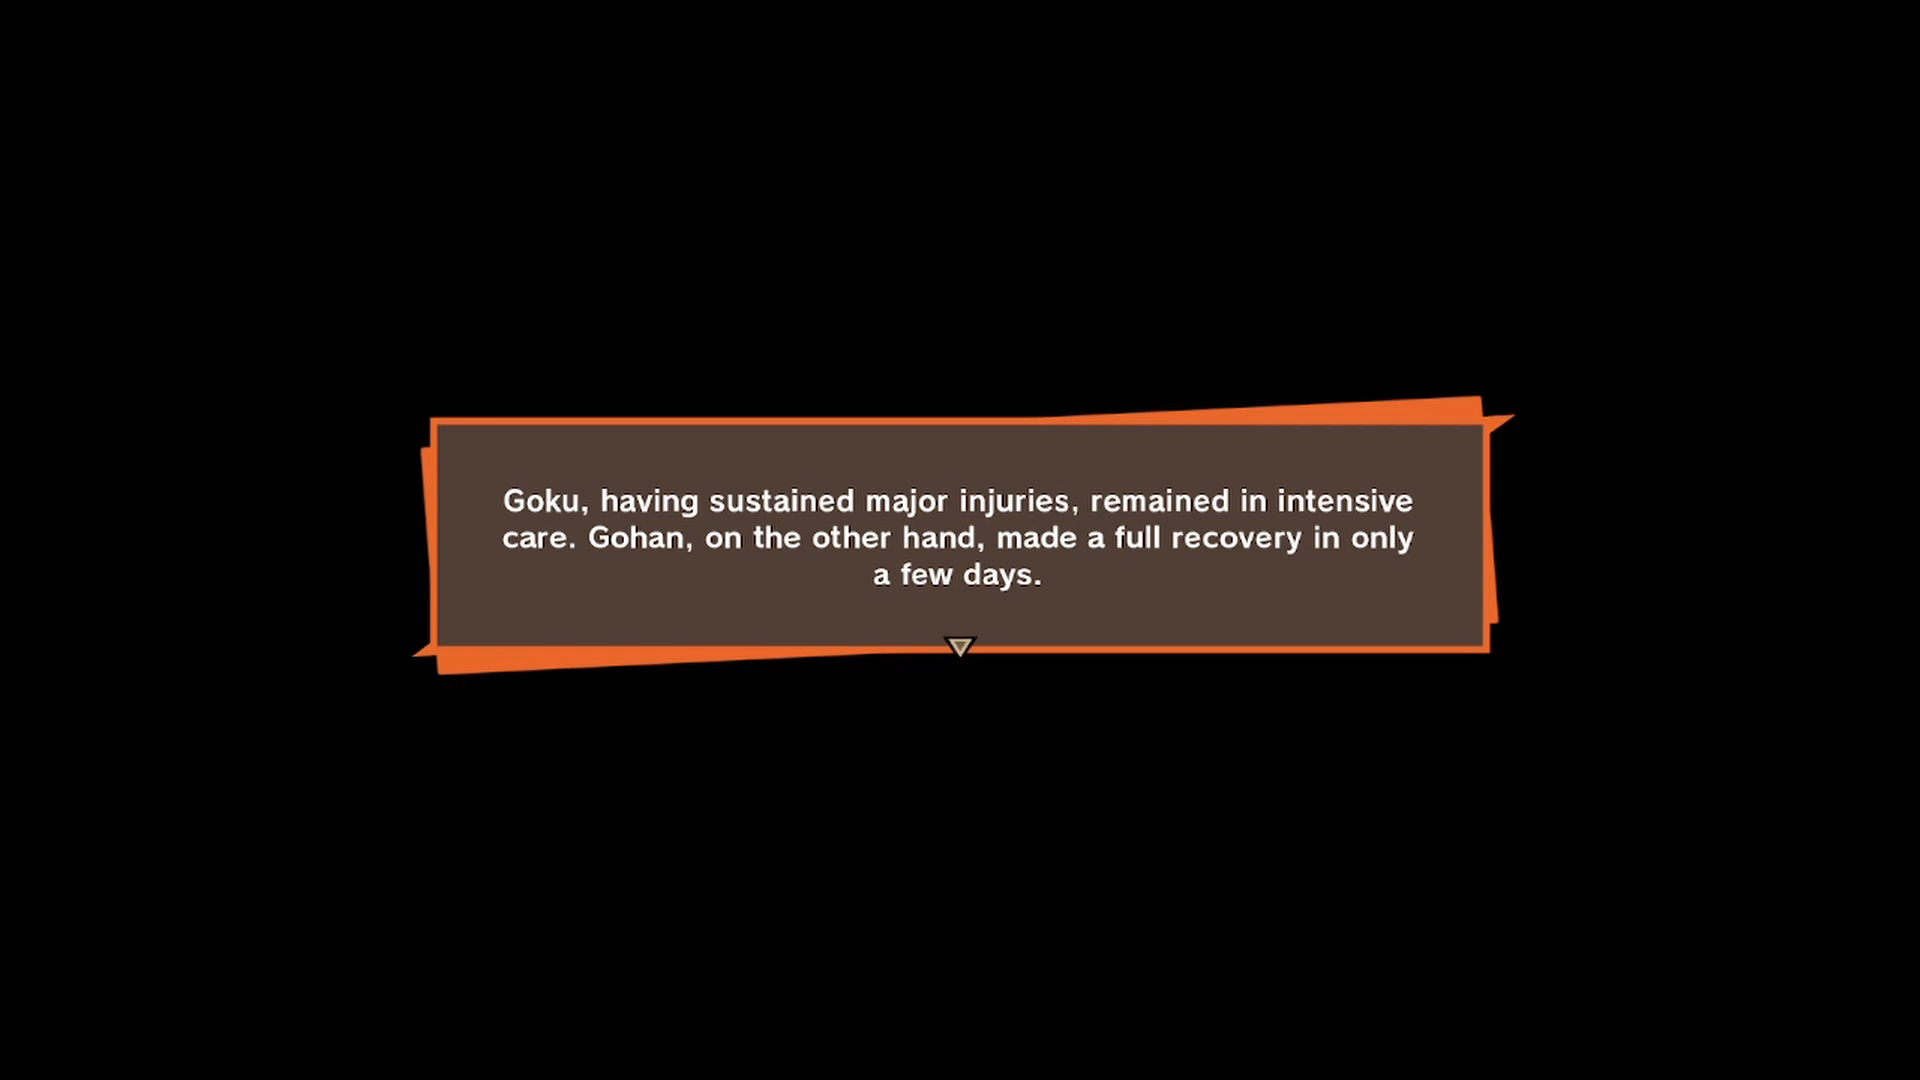 Goku, having sustained major injuries, remained in intensive
care. Gohan, on the other hand, made a full recovery in only
a few days.